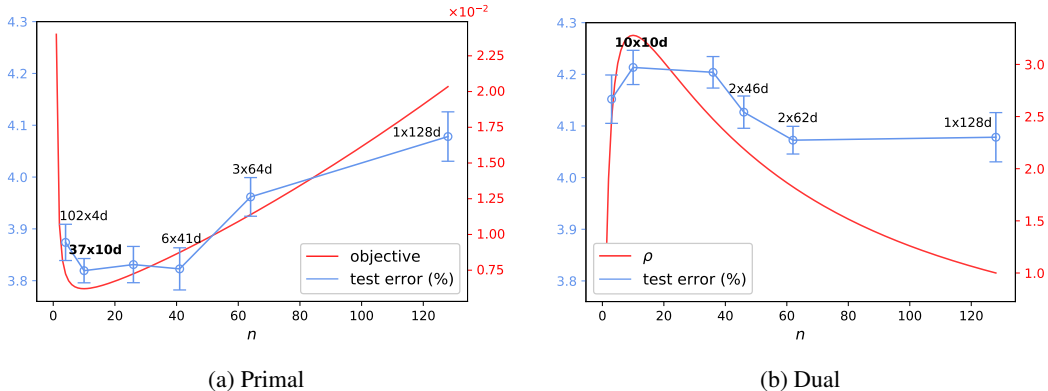 ×10⁻²
4.3
4.2
4.1
4.0
3.9
3.8
2.25
2.00
1.75
1.50
1.25
1.00
0.75
102x4d
37x10d
6x41d
3x64d
1x128d
objective
test error (%)
0 20 40 60 80 100 120
n
(a) Primal
4.3
4.2
4.1
4.0
3.9
3.8
3.0
2.5
2.0
1.5
1.0
10x10d
2x46d
2x62d
1x128d
ρ
test error (%)
0 20 40 60 80 100 120
n
(b) Dual